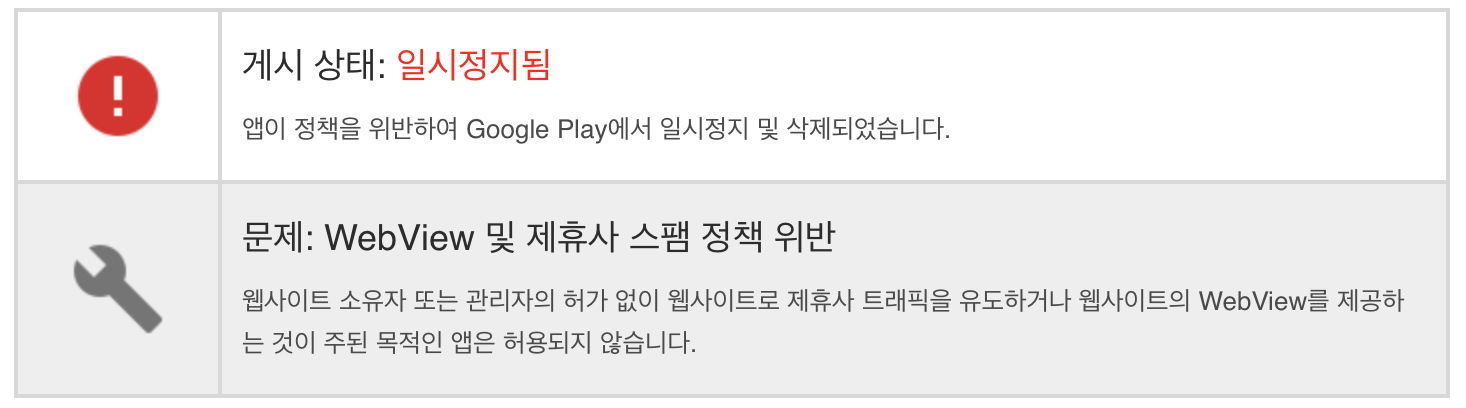 게시 상태: 일시정지됨
앱이 정책을 위반하여 Google Play에서 일시정지 및 삭제되었습니다.
문제: WebView 및 제휴사 스팸 정책 위반
웹사이트 소유자 또는 관리자의 허가 없이 웹사이트로 제휴사 트래픽을 유도하거나 웹사이트의 WebView를 제공하
는 것이 주된 목적인 앱은 허용되지 않습니다.